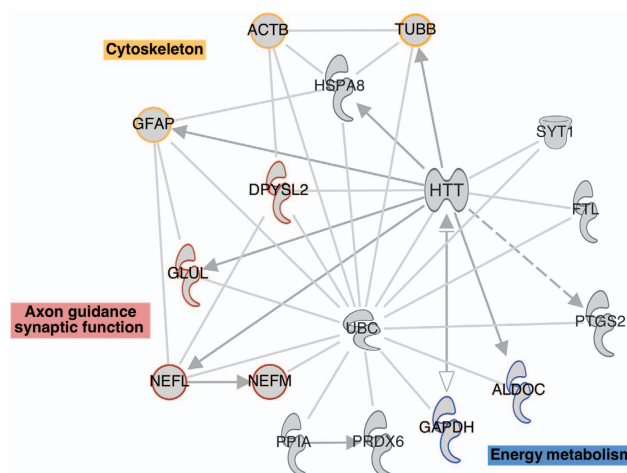 ACTB
TUBB
Cytoskeleton
HSPA8
GFAP
SYT1
DPYSL2
HTT
FTL
GLUL
Axon guidance
synaptic function
UBC
PTGS2
NEFL
NEFM
ALDOC
PPIA
PRDX6
GAPDH
Energy metabolism